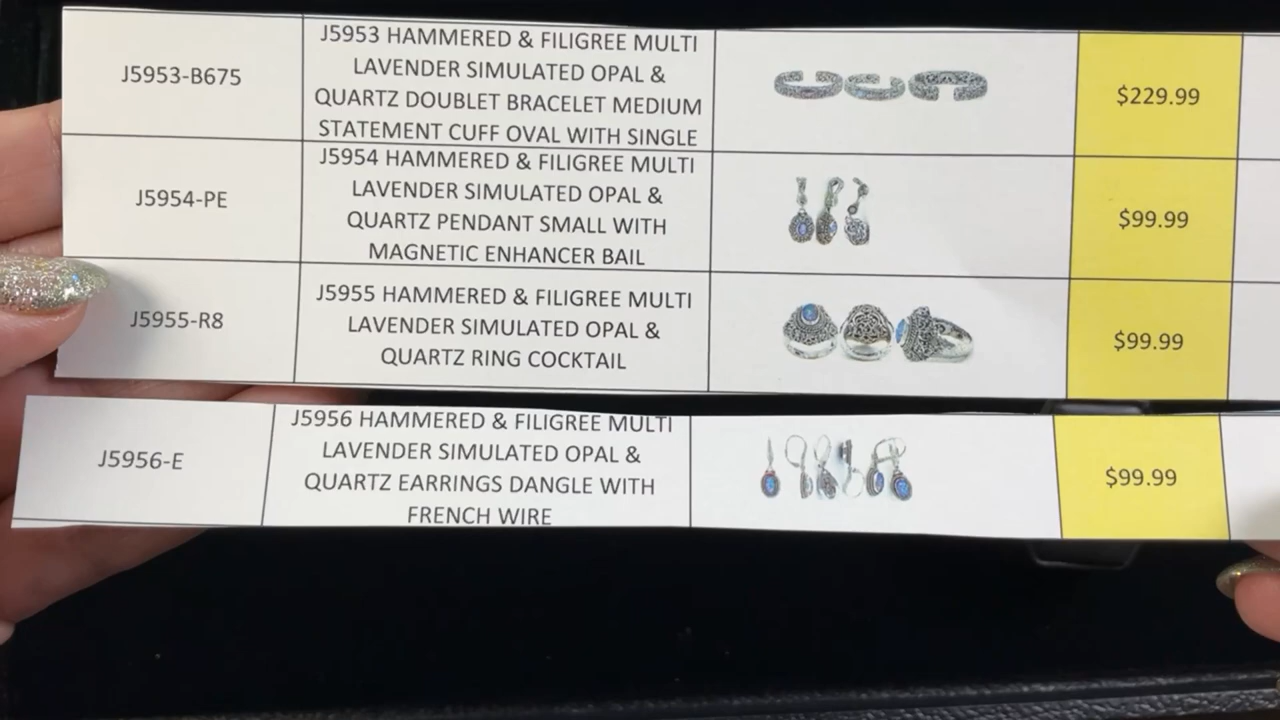 J5953-B675
J5953 HAMMERED & FILIGREE MULTI
LAVENDER SIMULATED OPAL &
QUARTZ DOUBLET BRACELET MEDIUM
STATEMENT CUFF OVAL WITH SINGLE
$229.99
J5954-PE
J5954 HAMMERED & FILIGREE MULTI
LAVENDER SIMULATED OPAL &
QUARTZ PENDANT SMALL WITH
MAGNETIC ENHANCER BAIL
$99.99
J5955-R8
J5955 HAMMERED & FILIGREE MULTI
LAVENDER SIMULATED OPAL &
QUARTZ RING COCKTAIL
$99.99
J5956-E
J5956 HAMMERED & FILIGREE MULTI
LAVENDER SIMULATED OPAL &
QUARTZ EARRINGS DANGLE WITH
FRENCH WIRE
$99.99